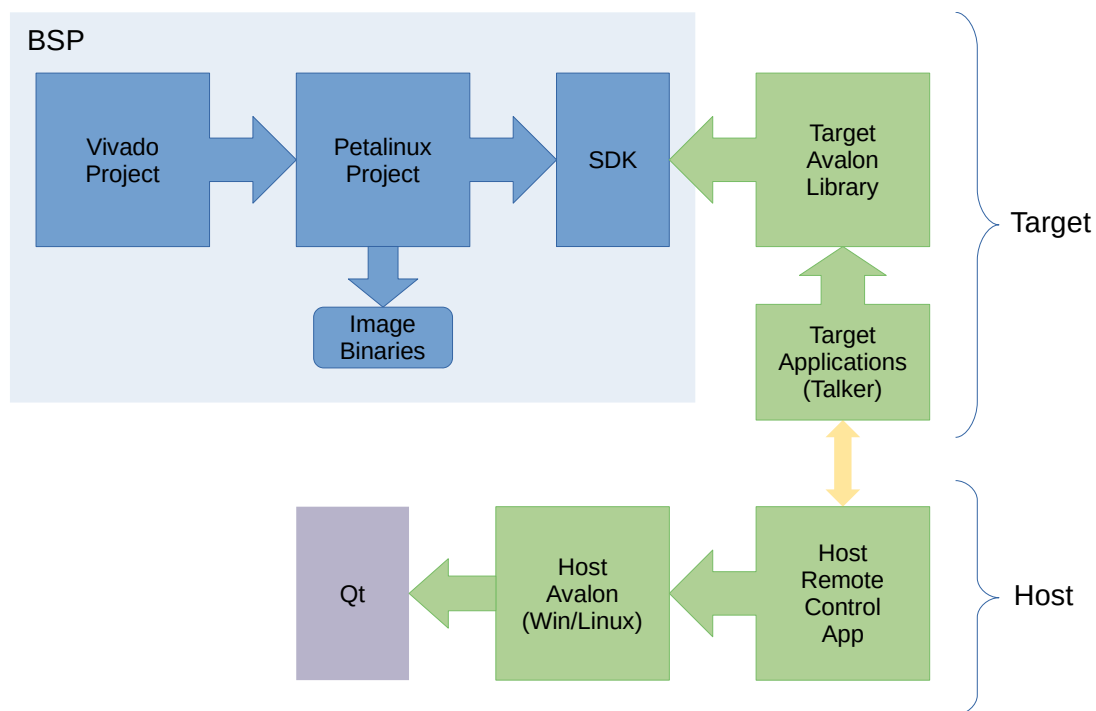 BSP
Vivado
Project
Petalinux
Project
SDK
Target
Avalon
Library
Target
Image
Binaries
Target
Applications
(Talker)
Qt
Host
Avalon
(Win/Linux)
Host
Remote
Control
App
Host